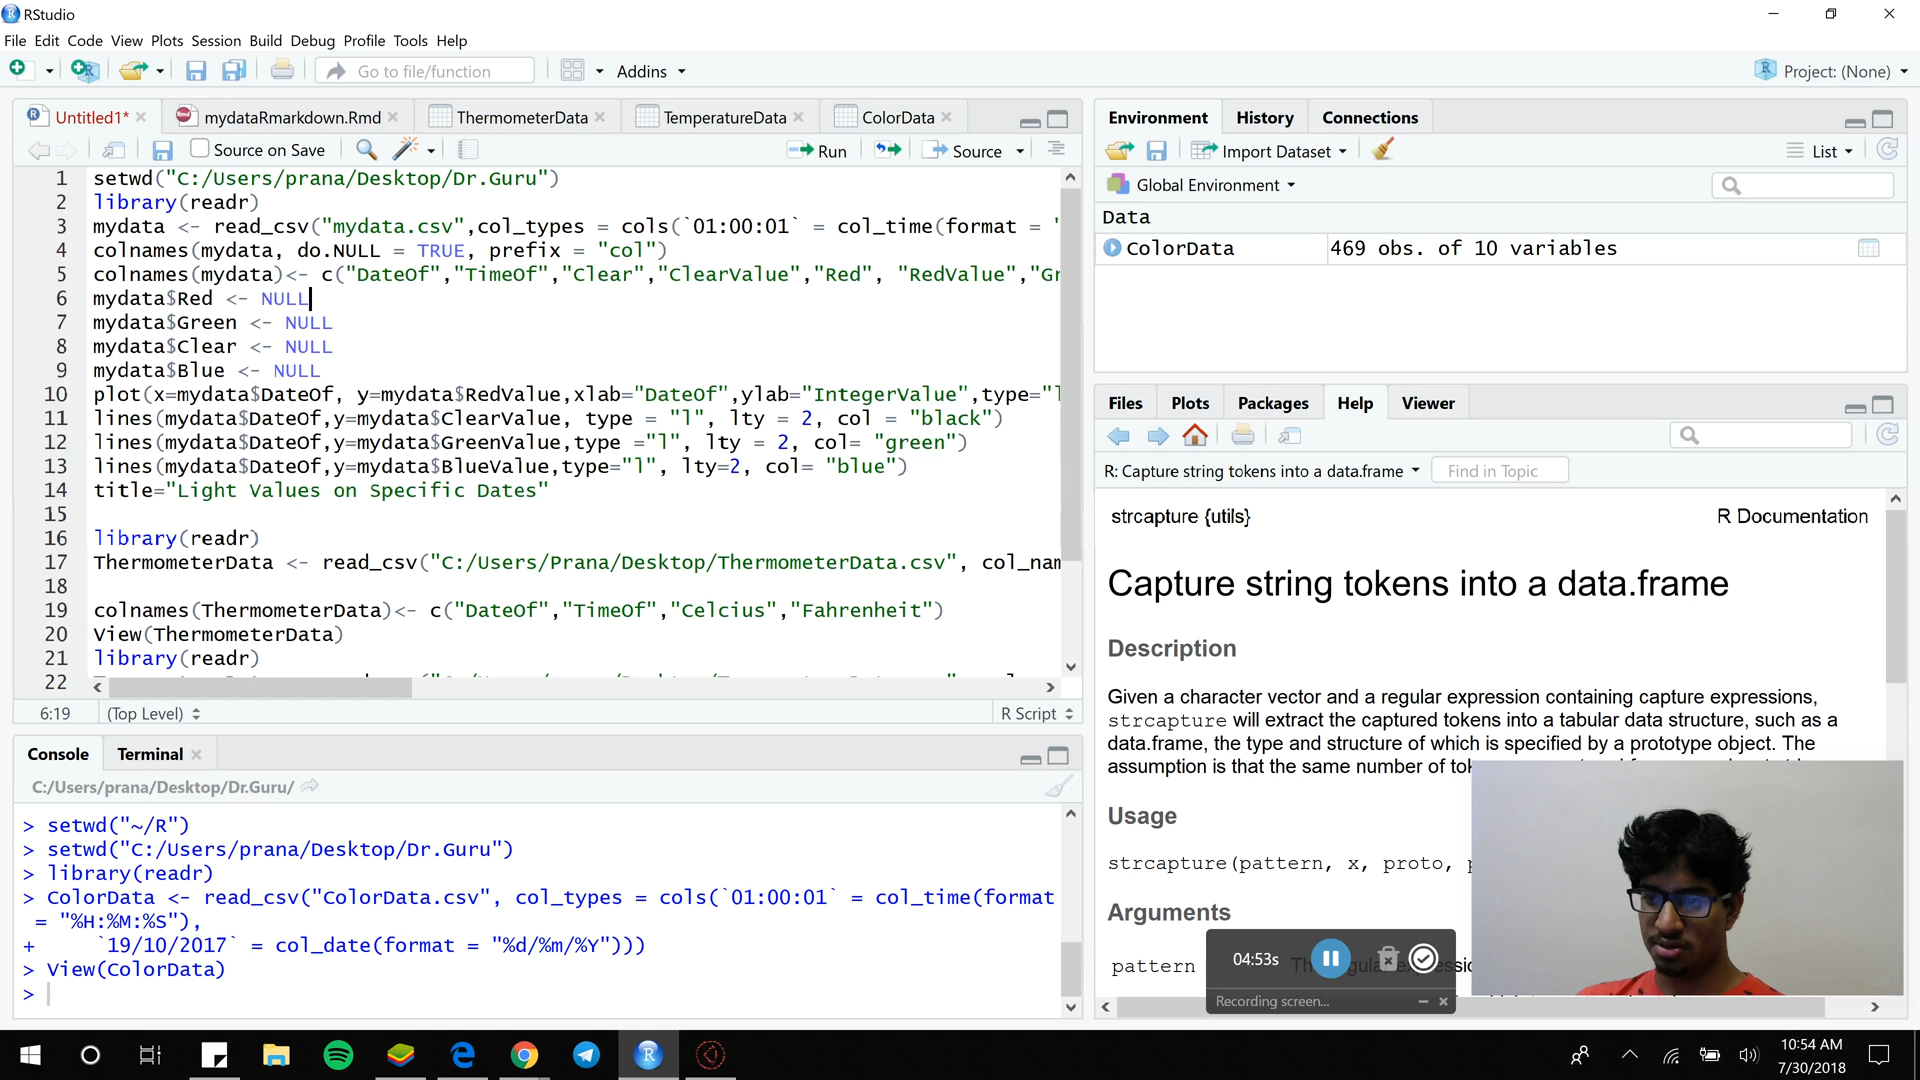 RStudio
File Edit Code View Plots Session Build Debug Profile Tools Help
Go to file/function
Addins
Project: (None)
Untitled1*
mydataRmarkdown.Rmd
ThermometerData
TemperatureData
ColorData
Source on Save
Run
Source
1 setwd("C:/Users/prana/Desktop/Dr.Guru")
2 library(readr)
3 mydata <- read_csv("mydata.csv",col_types = cols(`01:00:01` = col_time(format = "
4 colnames(mydata, do.NULL = TRUE, prefix = "col")
5 colnames(mydata)<- c("DateOf","TimeOf","Clear","ClearValue","Red", "RedValue","Gr
6 mydata$Red <- NULL
7 mydata$Green <- NULL
8 mydata$Clear <- NULL
9 mydata$Blue <- NULL
10 plot(x=mydata$DateOf, y=mydata$RedValue,xlab="DateOf",ylab="IntegerValue",type="l
11 lines(mydata$DateOf,y=mydata$ClearValue, type = "l", lty = 2, col = "black")
12 lines(mydata$DateOf,y=mydata$GreenValue,type ="l", lty = 2, col= "green")
13 lines(mydata$DateOf,y=mydata$BlueValue,type="l", lty=2, col= "blue")
14 title="Light Values on Specific Dates"
15
16 library(readr)
17 ThermometerData <- read_csv("C:/Users/Prana/Desktop/ThermometerData.csv", col_nam
18
19 colnames(ThermometerData)<- c("DateOf","TimeOf","Celcius","Fahrenheit")
20 View(ThermometerData)
21 library(readr)
22
6:19
(Top Level)
R Script
Console
Terminal
C:/Users/prana/Desktop/Dr.Guru/
> setwd("~/R")
> setwd("C:/Users/prana/Desktop/Dr.Guru")
> library(readr)
> ColorData <- read_csv("ColorData.csv", col_types = cols(`01:00:01` = col_time(format
= "%H:%M:%S"),
+ `19/10/2017` = col_date(format = "%d/%m/%Y")))
> View(ColorData)
>
Environment
History
Connections
Import Dataset
List
Global Environment
Data
ColorData
469 obs. of 10 variables
Files
Plots
Packages
Help
Viewer
R: Capture string tokens into a data.frame
Find in Topic
strcapture {utils}
R Documentation
Capture string tokens into a data.frame
Description
Given a character vector and a regular expression containing capture expressions,
strcapture will extract the captured tokens into a tabular data structure, such as a
data.frame, the type and structure of which is specified by a prototype object. The
assumption is that the same number of
Usage
strcapture(pattern, x, proto,
Arguments
pattern
04:53s
Recording screen...
10:54 AM
7/30/2018